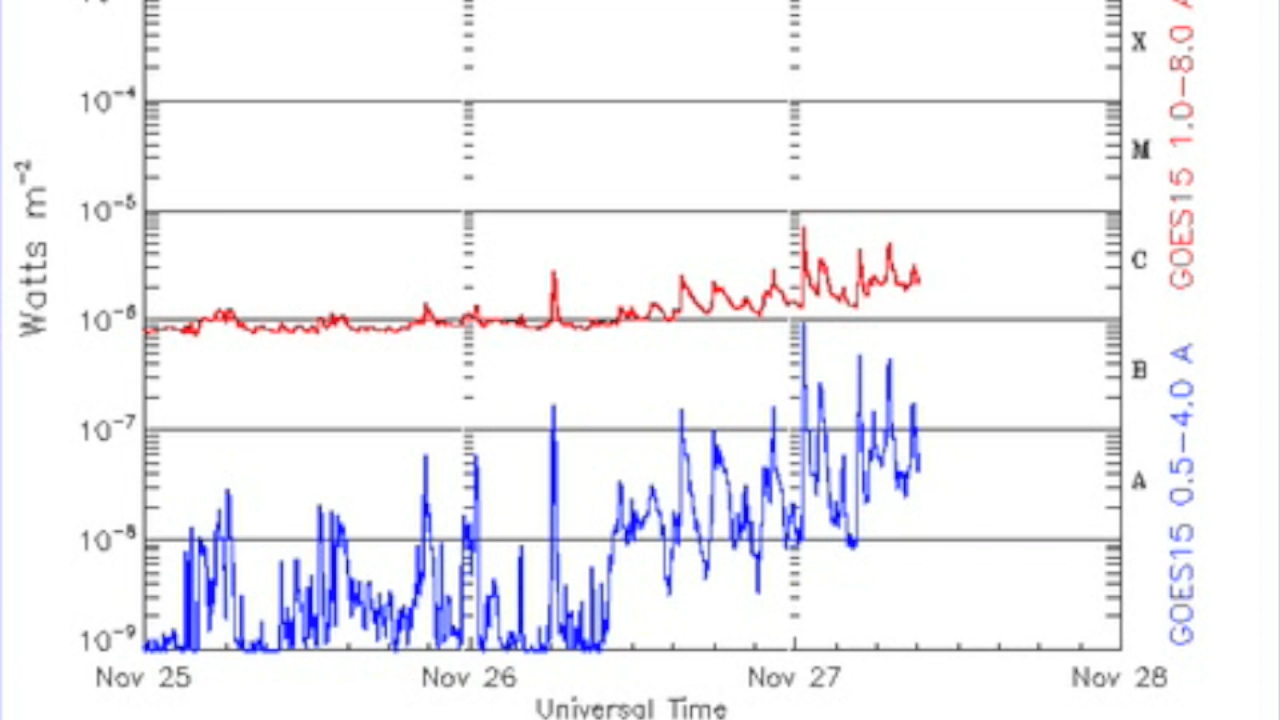 X
10⁻⁴
M
10⁻⁵
C
10⁻⁶
B
10⁻⁷
A
10⁻⁸
10⁻⁹
Watts m⁻²
Nov 25 Nov 26 Nov 27 Nov 28
Universal Time
GOES15 1.0-8.0 A
GOES15 0.5-4.0 A